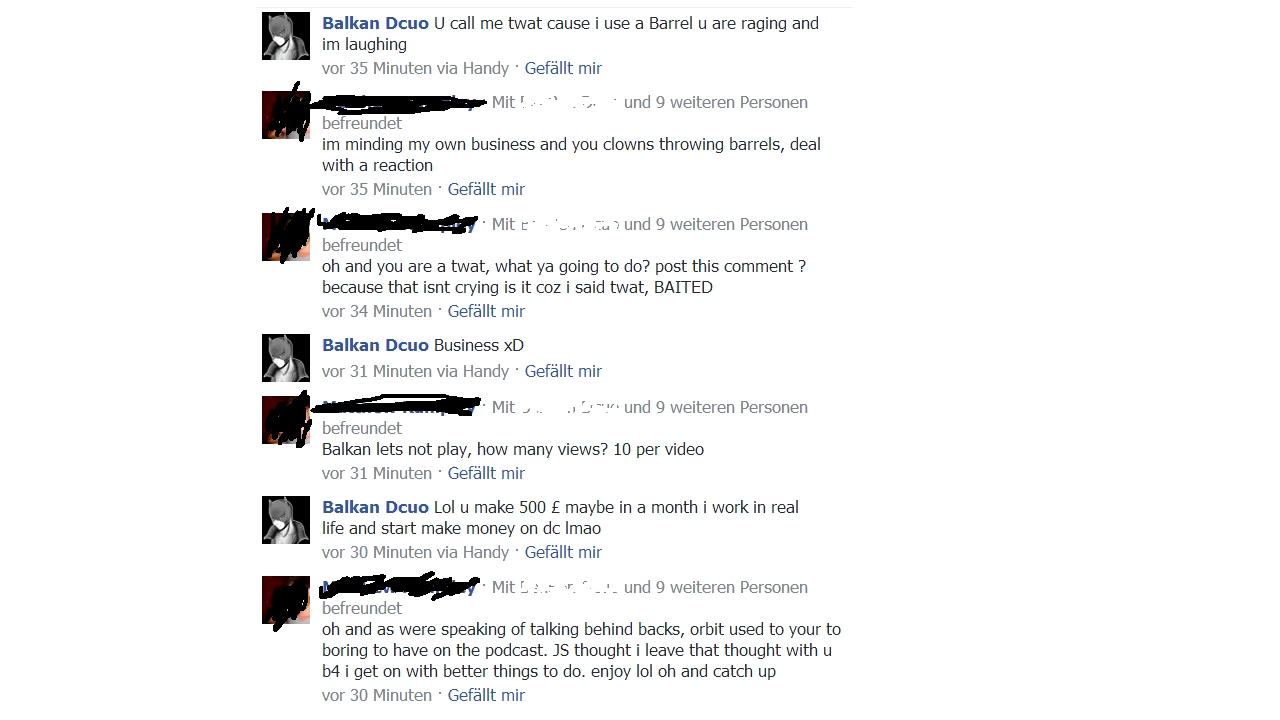 Balkan Dcuo U call me twat cause i use a Barrel u are raging and
im laughing
vor 35 Minuten via Handy · Gefällt mir
· Mit und 9 weiteren Personen
befreundet
im minding my own business and you clowns throwing barrels, deal
with a reaction
vor 35 Minuten · Gefällt mir
· Mit und 9 weiteren Personen
befreundet
oh and you are a twat, what ya going to do? post this comment ?
because that isnt crying is it coz i said twat, BAITED
vor 34 Minuten · Gefällt mir
Balkan Dcuo Business xD
vor 31 Minuten via Handy · Gefällt mir
· Mit und 9 weiteren Personen
befreundet
Balkan lets not play, how many views? 10 per video
vor 31 Minuten · Gefällt mir
Balkan Dcuo Lol u make 500 £ maybe in a month i work in real
life and start make money on dc lmao
vor 30 Minuten via Handy · Gefällt mir
· Mit und 9 weiteren Personen
befreundet
oh and as were speaking of talking behind backs, orbit used to your to
boring to have on the podcast. JS thought i leave that thought with u
b4 i get on with better things to do. enjoy lol oh and catch up
vor 30 Minuten · Gefällt mir